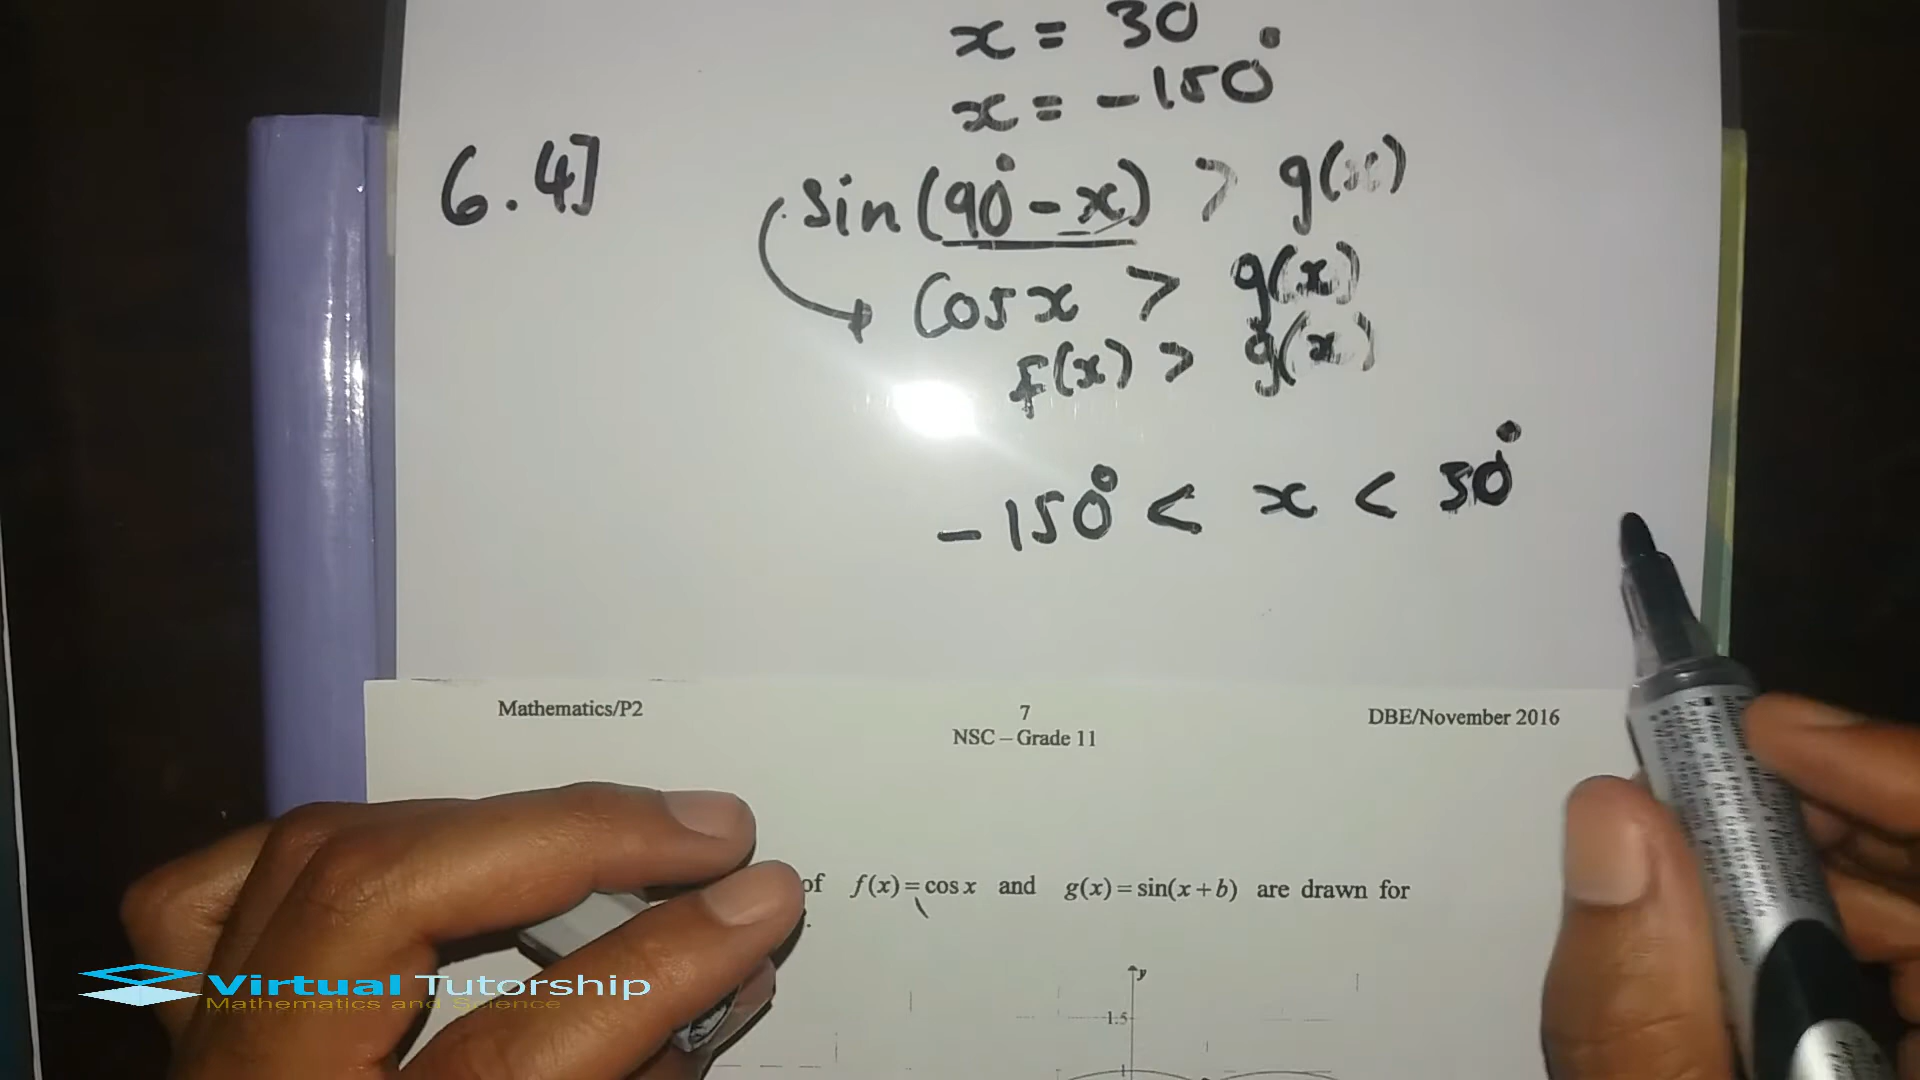 x = 30
x = -150°
6.4]
sin(90° - x) > g(x)
cos x > g(x)
f(x) > g(x)
-150° < x < 30°
Mathematics/P2
7
DBE/November 2016
NSC – Grade 11
of f(x) = cos x and g(x) = sin(x + b) are drawn for
y
1.5
1
Virtual Tutorship
Mathematics and Science